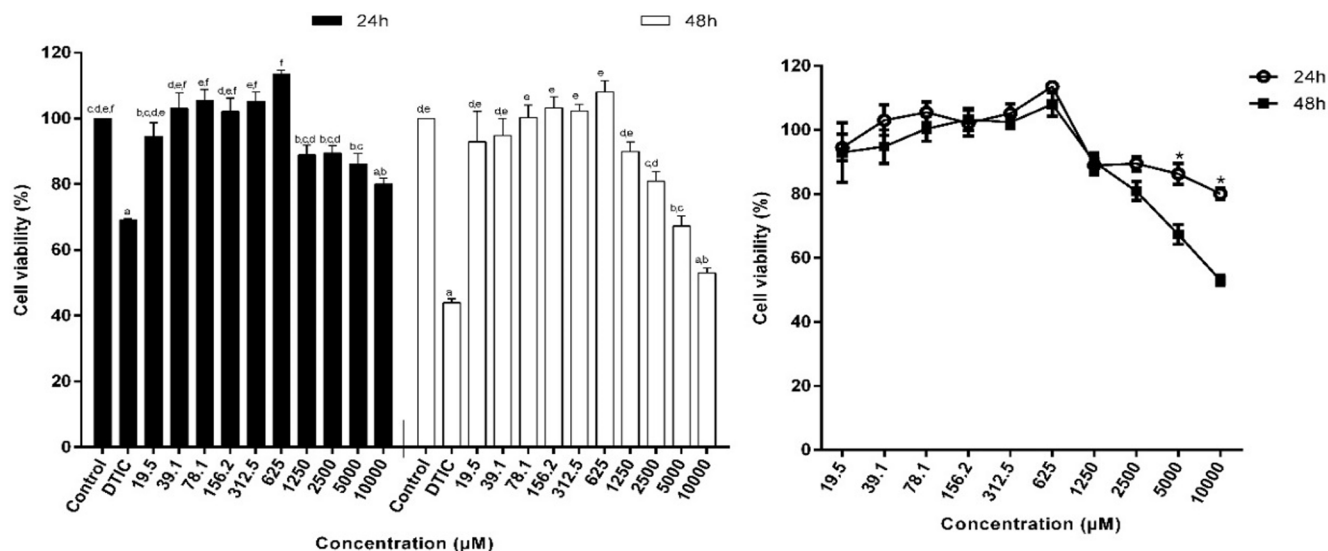 24h
48h
Cell viability (%)
120
100
80
60
40
20
0
c,d,e,f
a
b,c,d,e
d,e,f
e,f
d,e,f
e,f
f
b,c,d
b,c,d
b,c
a,b
d,e
a
d,e
d,e
e
e
e
e
d,e
c,d
b,c
a,b
Control
DTIC
19.5
39.1
78.1
156.2
312.5
625
1250
2500
5000
10000
Control
DTIC
19.5
39.1
78.1
156.2
312.5
625
1250
2500
5000
10000
Concentration (µM)
24h
48h
Cell viability (%)
120
100
80
60
40
20
0
*
*
19.5
39.1
78.1
156.2
312.5
625
1250
2500
5000
10000
Concentration (µM)